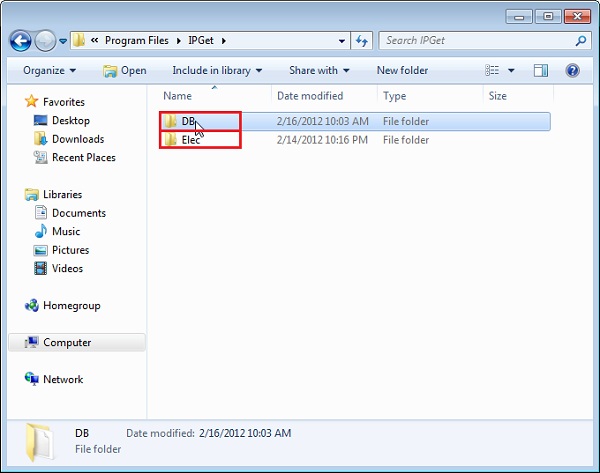 « Program Files ▸ IPGet ▸ Search IPGet
Organize ▾ Open Include in library ▾ Share with ▾ New folder
Name Date modified Type Size
Favorites
Desktop
Downloads
Recent Places
Libraries
Documents
Music
Pictures
Videos
Homegroup
Computer
Network
DB 2/16/2012 10:03 AM File folder
Elec 2/14/2012 10:16 PM File folder
DB Date modified: 2/16/2012 10:03 AM
File folder